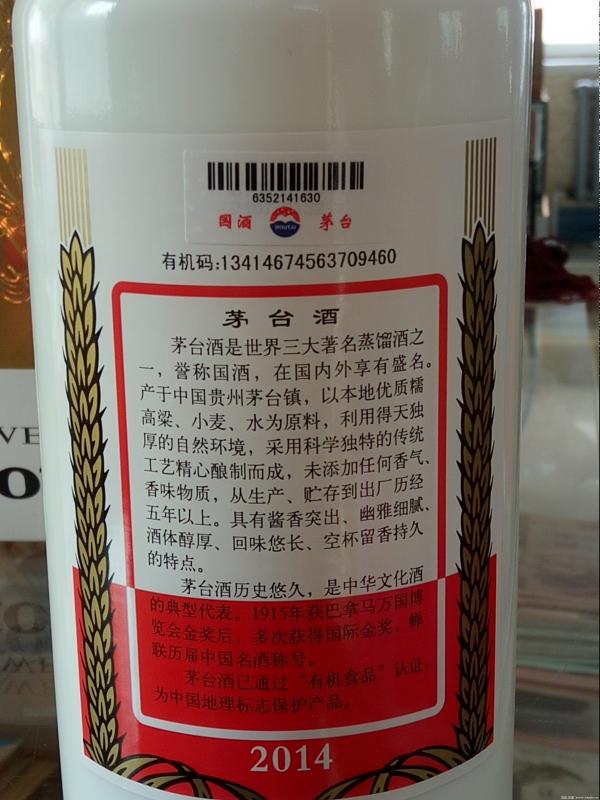 6352141630
国酒 MOUTAI 茅台
有机码:13414674563709460
茅台酒
茅台酒是世界三大著名蒸馏酒之
一，誉称国酒，在国内外享有盛名。
产于中国贵州茅台镇，以本地优质糯
高粱、小麦、水为原料，利用得天独
厚的自然环境，采用科学独特的传统
工艺精心酿制而成，未添加任何香气、
香味物质，从生产、贮存到出厂历经
五年以上。具有酱香突出、幽雅细腻、
酒体醇厚、回味悠长、空杯留香持久
的特点。
茅台酒历史悠久，是中华文化酒
的典型代表。1915年获巴拿马万国博
览会金奖后，多次获得国际金奖，蝉
联历届中国名酒称号。
茅台酒已通过“有机食品”认证，
为中国地理标志保护产品。
2014
VE